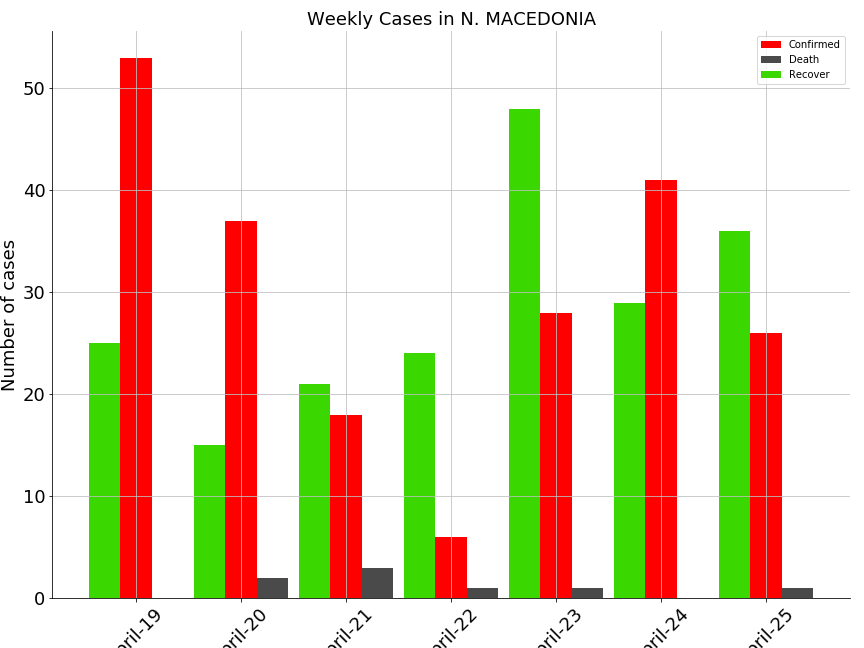 Weekly Cases in N. MACEDONIA
Confirmed
Death
Recover
Number of cases
50
40
30
20
10
0
pril-19
pril-20
pril-21
pril-22
pril-23
pril-24
pril-25